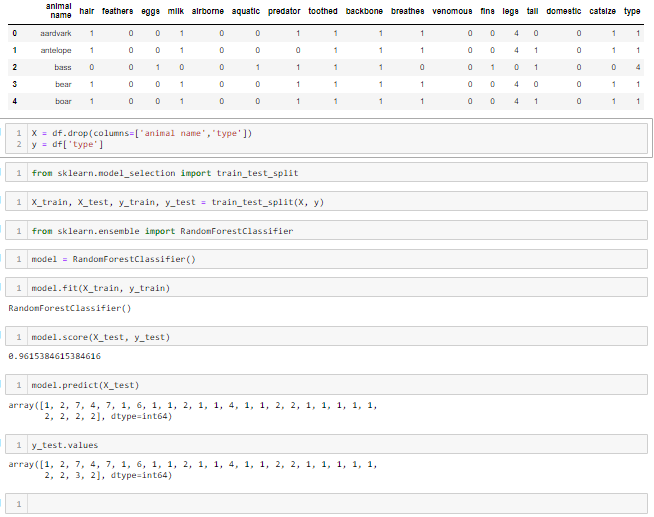 animal name hair feathers eggs milk airborne aquatic predator toothed backbone breathes venomous fins legs tail domestic catsize type
0 aardvark 1 0 0 1 0 0 1 1 1 1 0 0 4 0 0 1 1
1 antelope 1 0 0 1 0 0 0 1 1 1 0 0 4 1 0 1 1
2 bass 0 0 1 0 0 1 1 1 1 0 0 1 0 1 0 0 4
3 bear 1 0 0 1 0 0 1 1 1 1 0 0 4 0 0 1 1
4 boar 1 0 0 1 0 0 1 1 1 1 0 0 4 1 0 1 1
1 X = df.drop(columns=['animal name','type'])
2 y = df['type']
1 from sklearn.model_selection import train_test_split
1 X_train, X_test, y_train, y_test = train_test_split(X, y)
1 from sklearn.ensemble import RandomForestClassifier
1 model = RandomForestClassifier()
1 model.fit(X_train, y_train)
RandomForestClassifier()
1 model.score(X_test, y_test)
0.9615384615384616
1 model.predict(X_test)
array([1, 2, 7, 4, 7, 1, 6, 1, 1, 2, 1, 1, 4, 1, 1, 2, 2, 1, 1, 1, 1, 1,
2, 2, 2, 2], dtype=int64)
1 y_test.values
array([1, 2, 7, 4, 7, 1, 6, 1, 1, 2, 1, 1, 4, 1, 1, 2, 2, 1, 1, 1, 1, 1,
2, 2, 3, 2], dtype=int64)
1